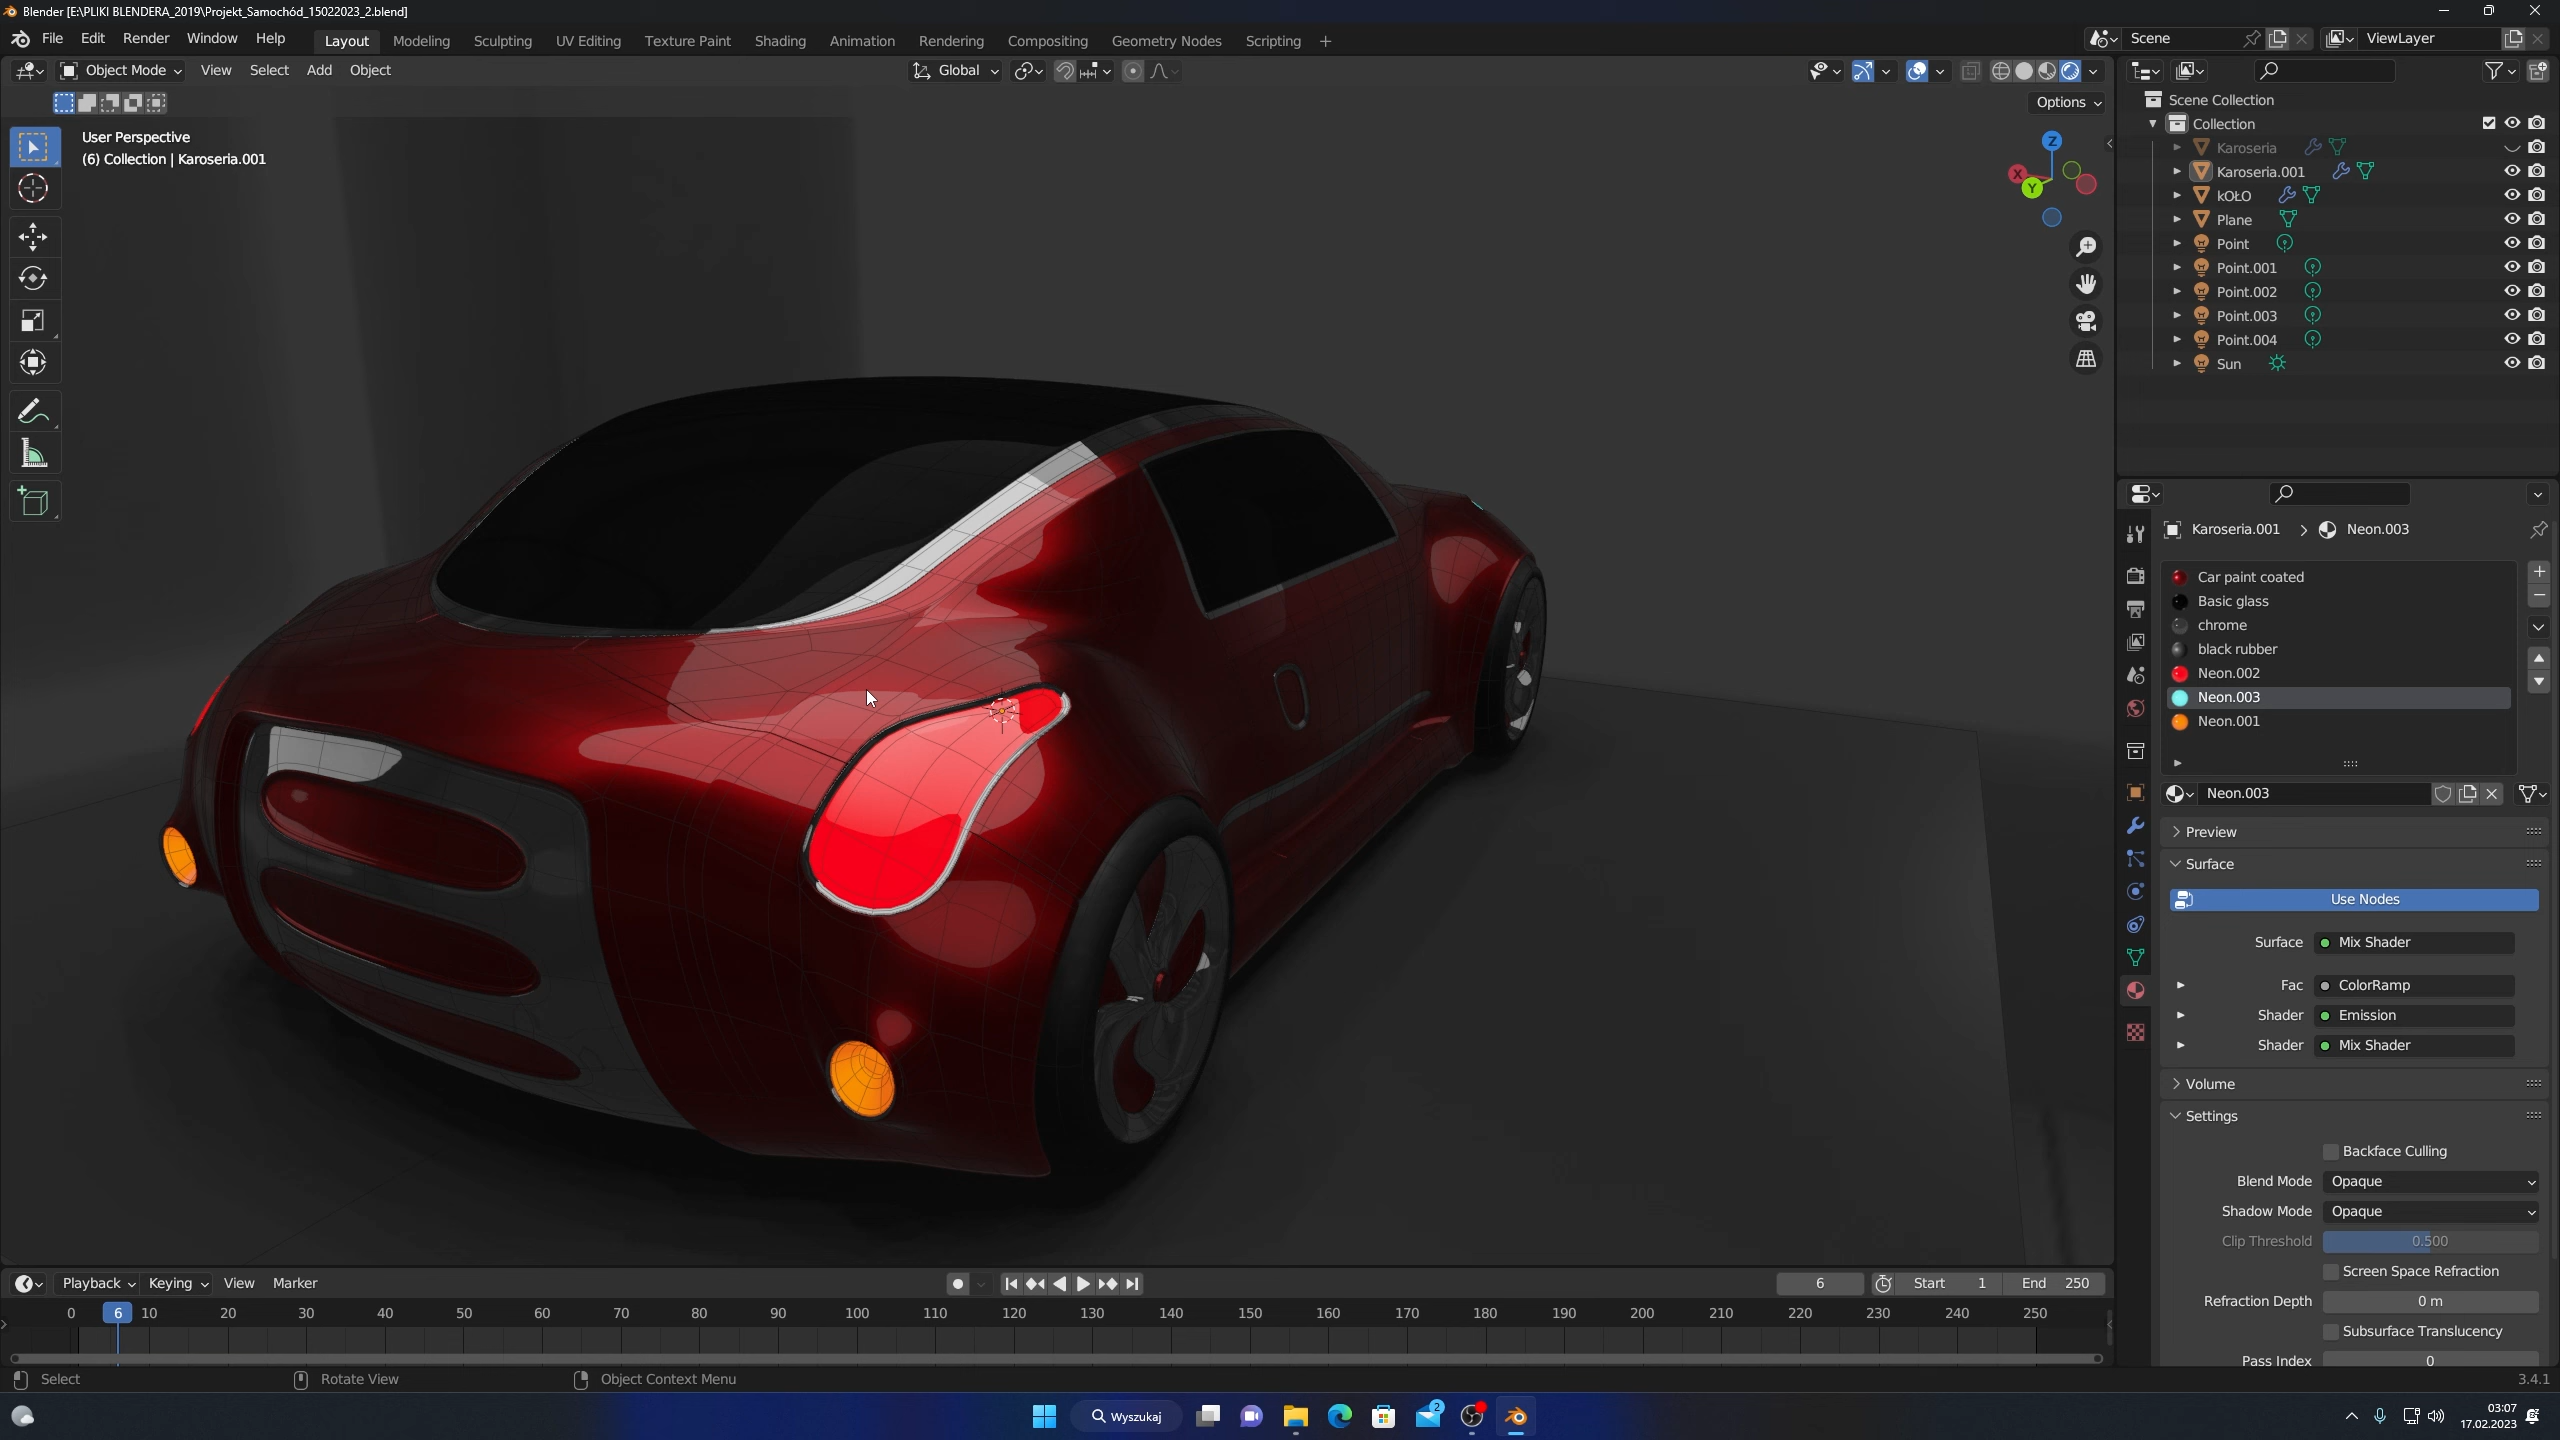 Blender [E:\PLIKI BLENDERA_2019\Projekt_Samochód_15022023_2.blend]
File Edit Render Window Help
Layout Modeling Sculpting UV Editing Texture Paint Shading Animation Rendering Compositing Geometry Nodes Scripting +
Scene
ViewLayer
Object Mode View Select Add Object
Global
Options
User Perspective
(6) Collection | Karoseria.001
Z
X
Y
Scene Collection
Collection
Karoseria
Karoseria.001
kOŁO
Plane
Point
Point.001
Point.002
Point.003
Point.004
Sun
Karoseria.001 > Neon.003
Car paint coated
Basic glass
chrome
black rubber
Neon.002
Neon.003
Neon.001
Neon.003
Preview
Surface
Use Nodes
Surface Mix Shader
Fac ColorRamp
Shader Emission
Shader Mix Shader
Volume
Settings
Backface Culling
Blend Mode Opaque
Shadow Mode Opaque
Clip Threshold 0.500
Screen Space Refraction
Refraction Depth 0 m
Subsurface Translucency
Pass Index 0
Playback Keying View Marker
6 Start 1 End 250
0 6 10 20 30 40 50 60 70 80 90 100 110 120 130 140 150 160 170 180 190 200 210 220 230 240 250
Select Rotate View Object Context Menu
3.4.1
Wyszukaj
2
03:07
17.02.2023